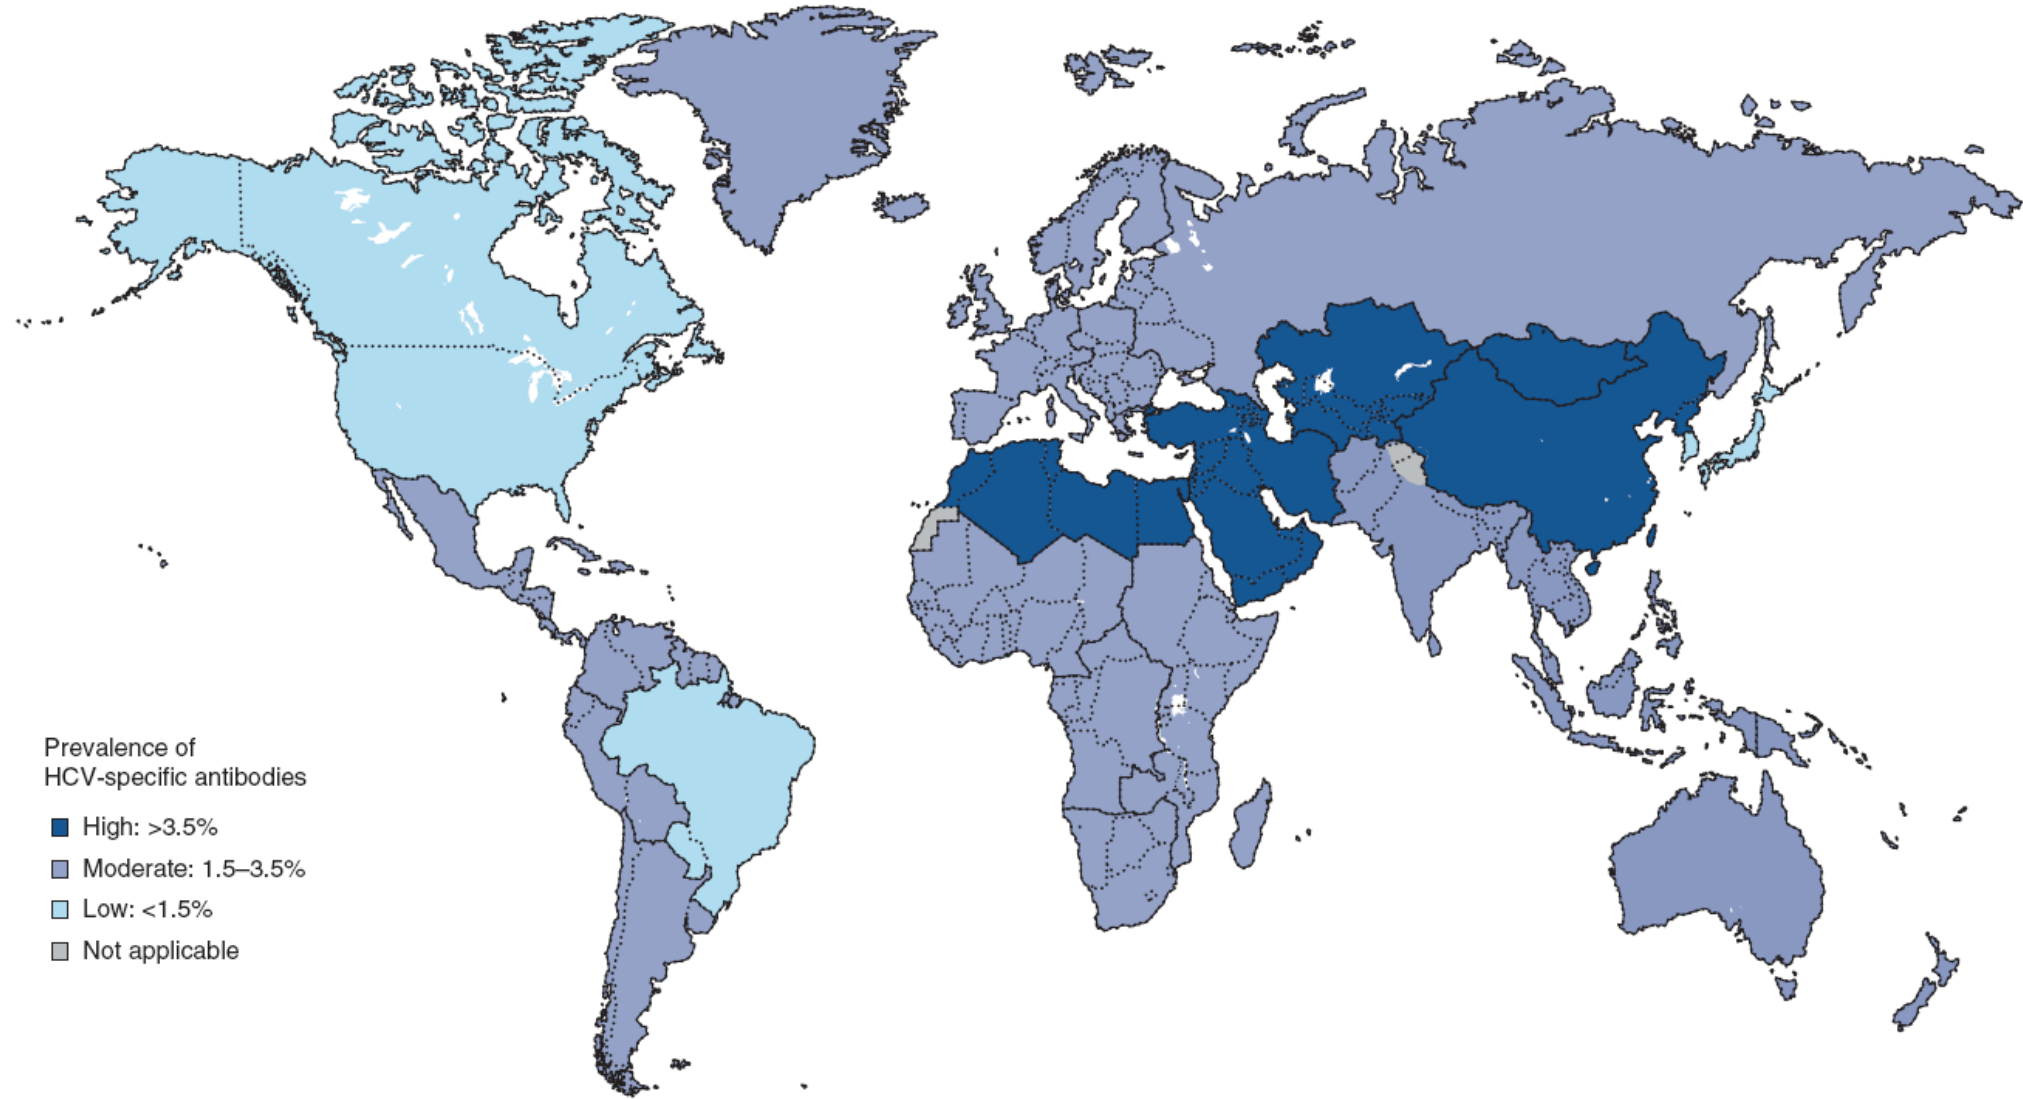 Prevalence of
HCV-specific antibodies
High: >3.5%
Moderate: 1.5–3.5%
Low: <1.5%
Not applicable